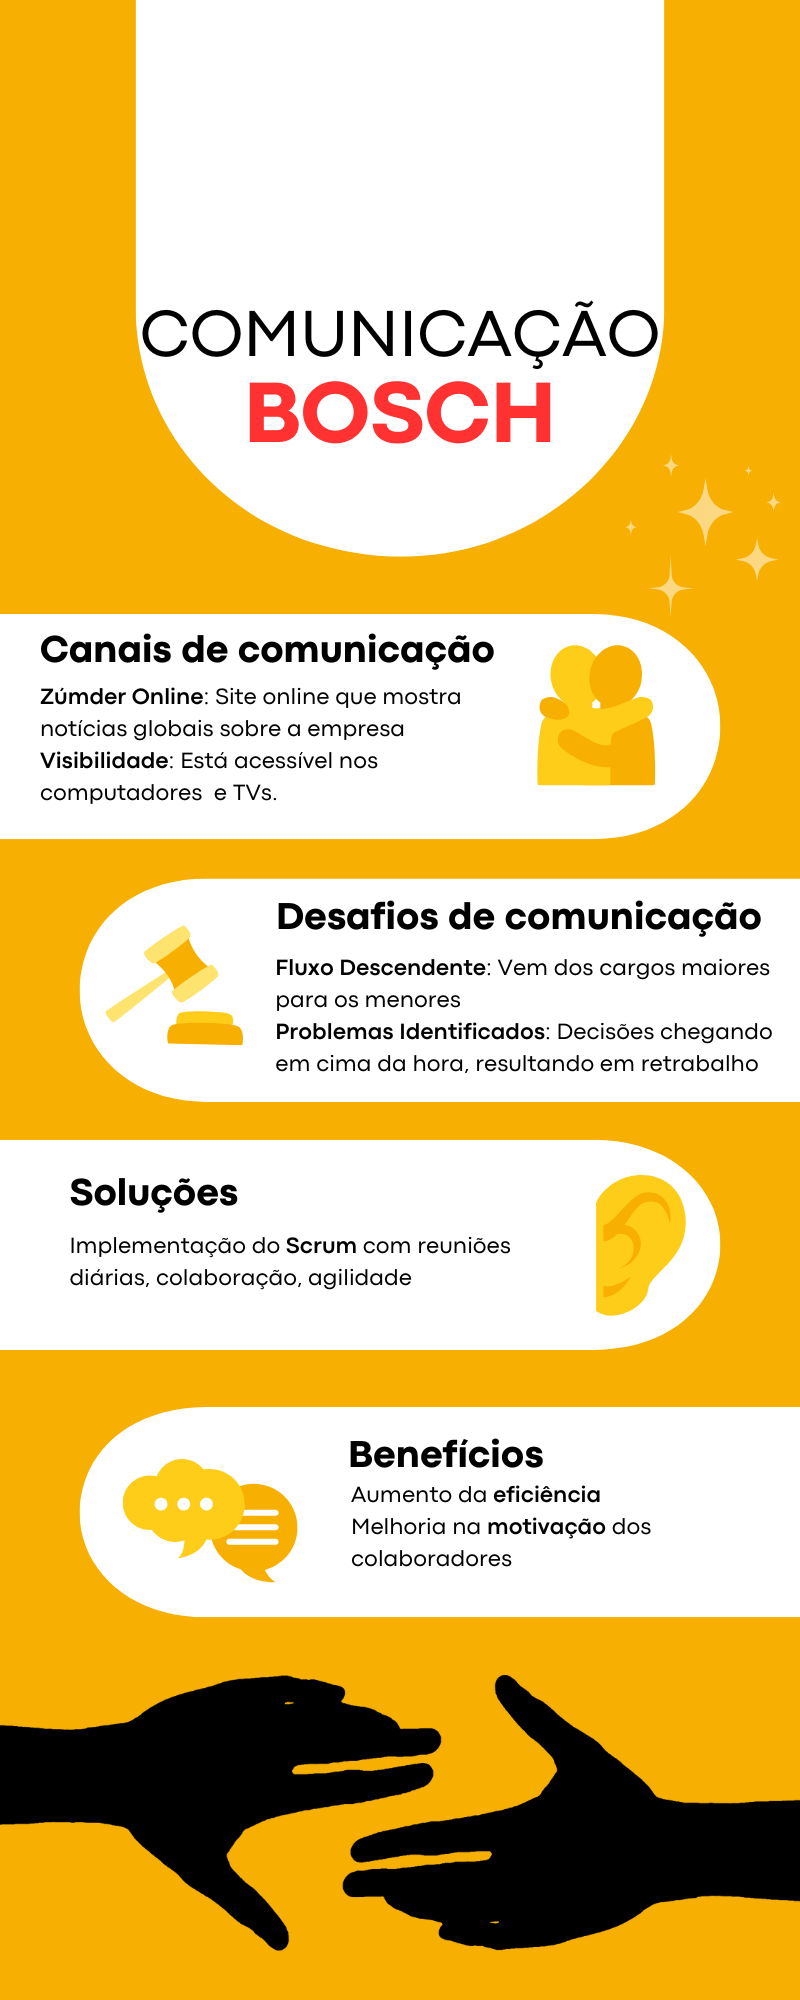 COMUNICAÇÃO
BOSCH
Canais de comunicação
Zúmder Online: Site online que mostra
notícias globais sobre a empresa
Visibilidade: Está acessível nos
computadores  e TVs.
Desafios de comunicação
Fluxo Descendente: Vem dos cargos maiores
para os menores
Problemas Identificados: Decisões chegando
em cima da hora, resultando em retrabalho
Soluções
Implementação do Scrum com reuniões
diárias, colaboração, agilidade
Benefícios
Aumento da eficiência
Melhoria na motivação dos
colaboradores